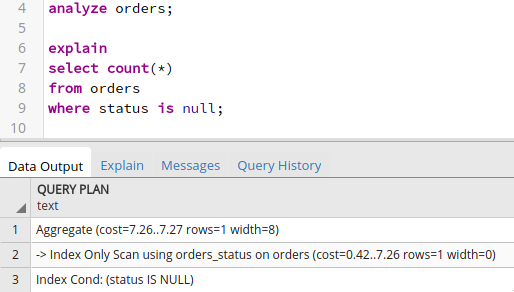 4 analyze orders;
5
6 explain
7 select count(*)
8 from orders
9 where status is null;
10
Data Output Explain Messages Query History
QUERY PLAN
text
1 Aggregate (cost=7.26..7.27 rows=1 width=8)
2 -> Index Only Scan using orders_status on orders (cost=0.42..7.26 rows=1 width=0)
3 Index Cond: (status IS NULL)